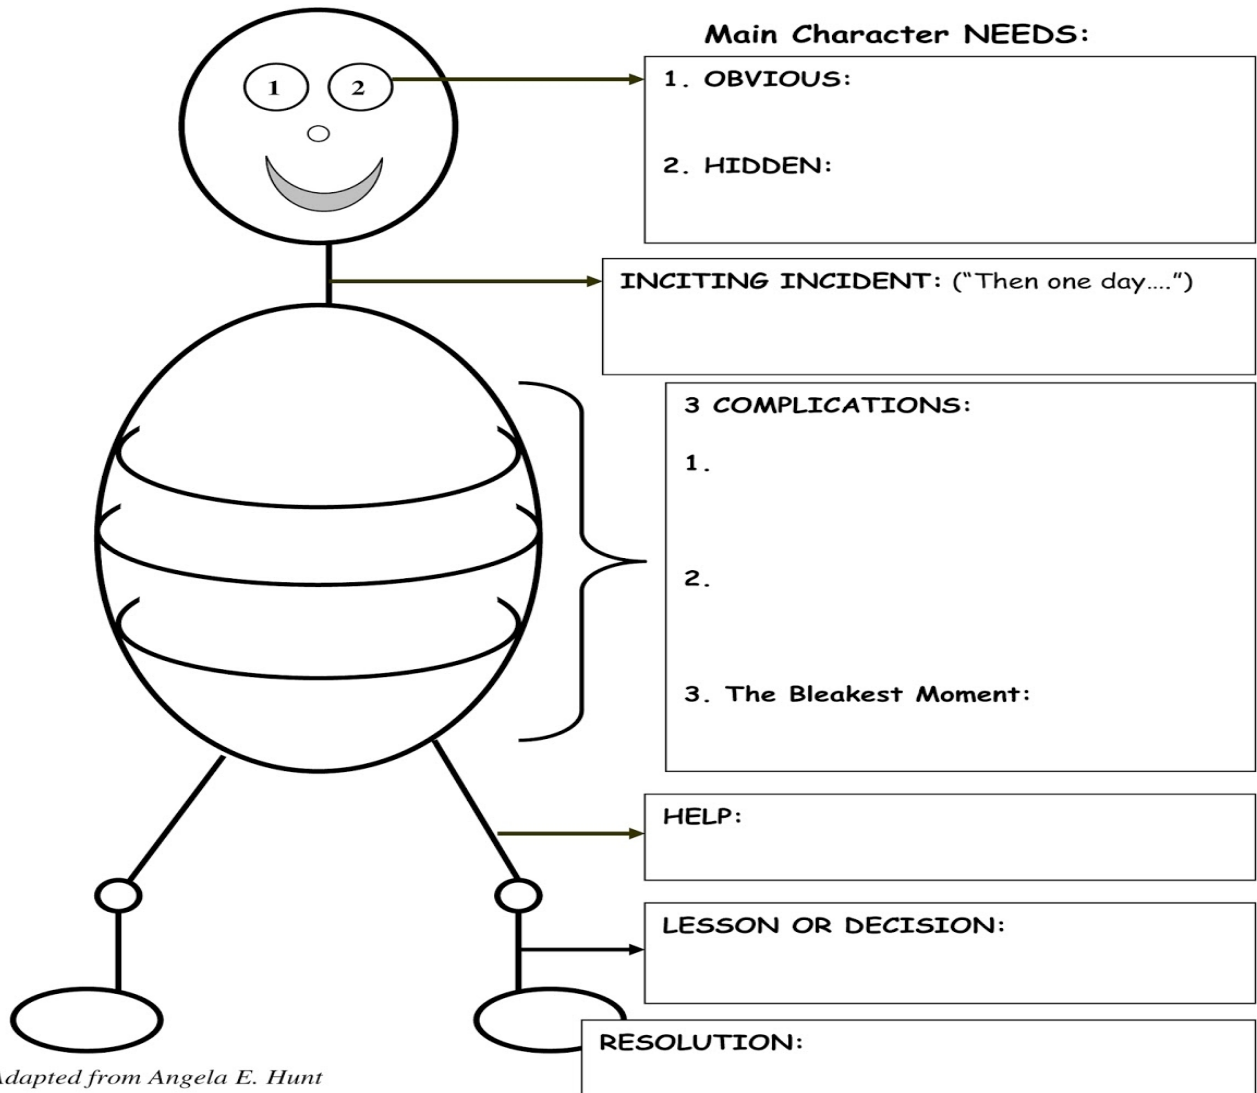 Main Character NEEDS:
1 2
1. OBVIOUS:
2. HIDDEN:
INCITING INCIDENT: (“Then one day....”)
3 COMPLICATIONS:
1.
2.
3. The Bleakest Moment:
HELP:
LESSON OR DECISION:
RESOLUTION:
Adapted from Angela E. Hunt